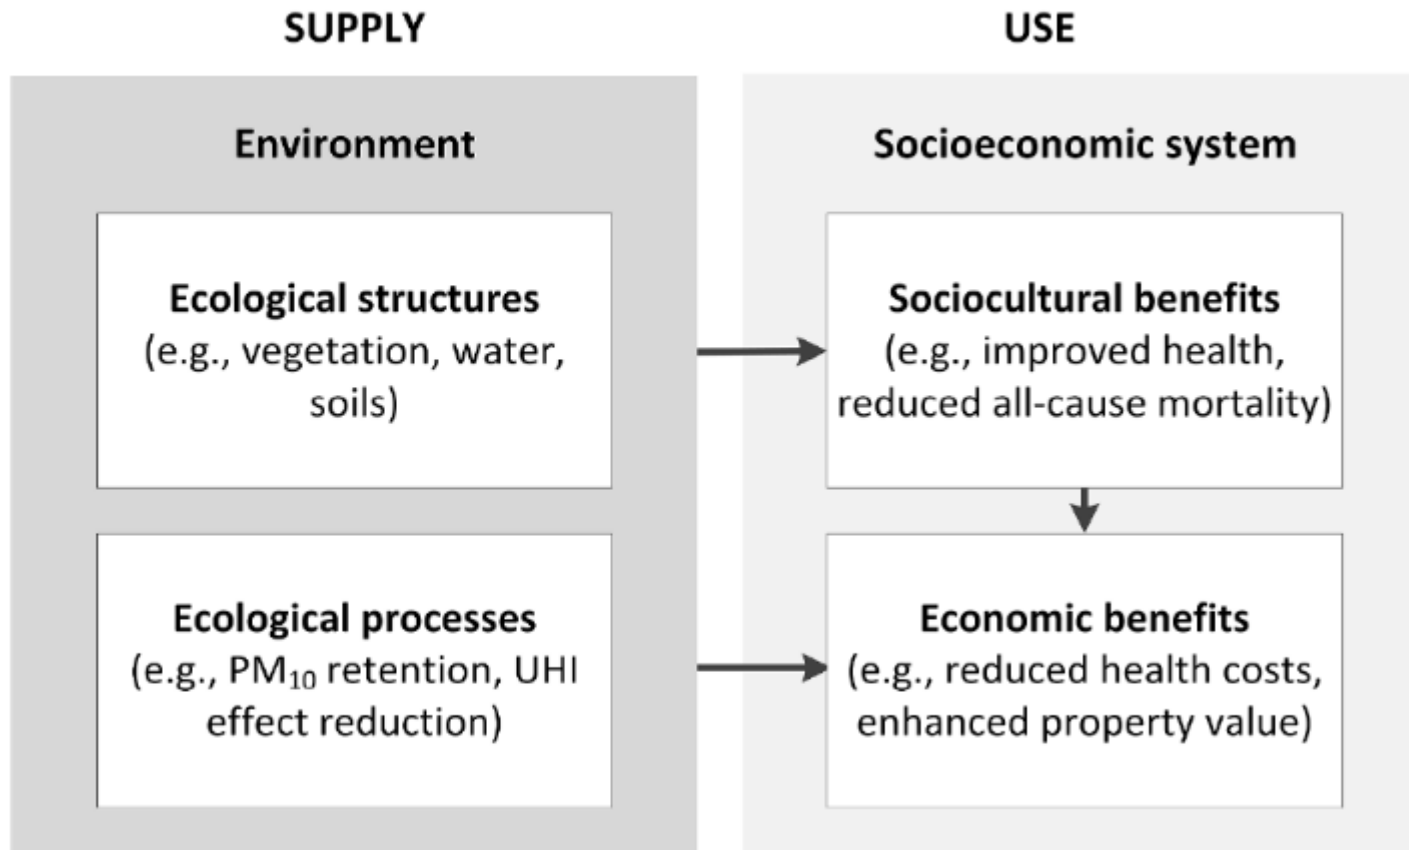 SUPPLY
USE
Environment
Ecological structures
(e.g., vegetation, water,
soils)
Ecological processes
(e.g., PM₁₀ retention, UHI
effect reduction)
Socioeconomic system
Sociocultural benefits
(e.g., improved health,
reduced all-cause mortality)
Economic benefits
(e.g., reduced health costs,
enhanced property value)